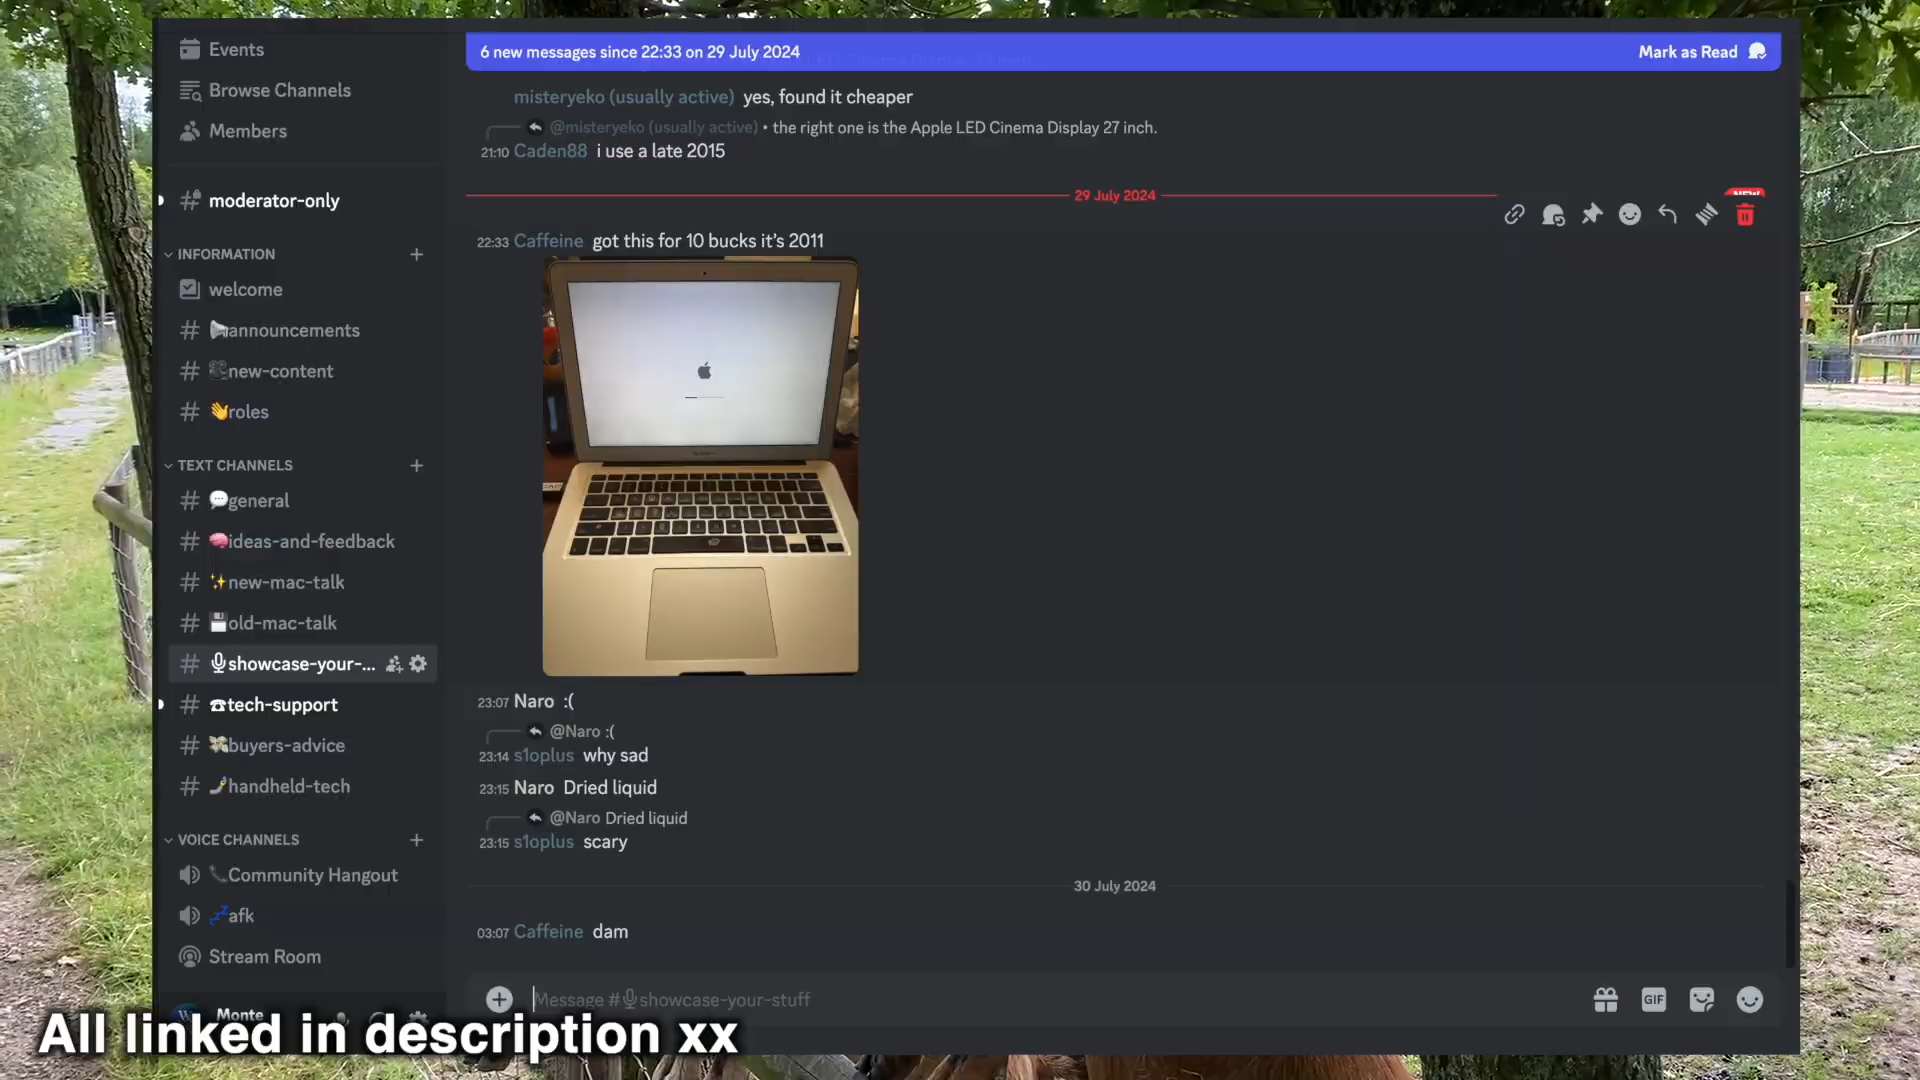 Events
Browse Channels
Members
moderator-only
INFORMATION
welcome
announcements
new-content
roles
TEXT CHANNELS
general
ideas-and-feedback
new-mac-talk
old-mac-talk
showcase-your-...
tech-support
buyers-advice
handheld-tech
VOICE CHANNELS
Community Hangout
afk
Stream Room
Monte
6 new messages since 22:33 on 29 July 2024 Mark as Read
misteryeko (usually active) yes, found it cheaper
@misteryeko (usually active) • the right one is the Apple LED Cinema Display 27 inch.
21:10 Caden88 i use a late 2015
29 July 2024 NEW
22:33 Caffeine got this for 10 bucks it's 2011
23:07 Naro :(
@Naro :(
23:14 s1oplus why sad
23:15 Naro Dried liquid
@Naro Dried liquid
23:15 s1oplus scary
30 July 2024
03:07 Caffeine dam
Message #showcase-your-stuff
GIF
All linked in description xx